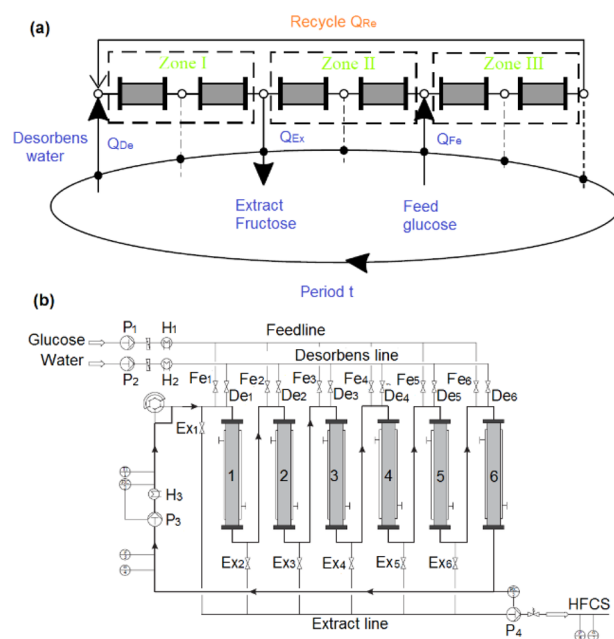 (a)
Recycle QRe
Zone I
Zone II
Zone III
Desorbens
water
QDe
QEx
QFe
Extract
Fructose
Feed
glucose
Period t
(b)
P1
H1
Glucose
Feedline
Water
Desorbens line
P2
H2
Fe1
Fe2
Fe3
Fe4
Fe5
Fe6
De1
De2
De3
De4
De5
De6
Ex1
1
2
3
4
5
6
H3
P3
Ex2
Ex3
Ex4
Ex5
Ex6
HFCS
Extract line
P4